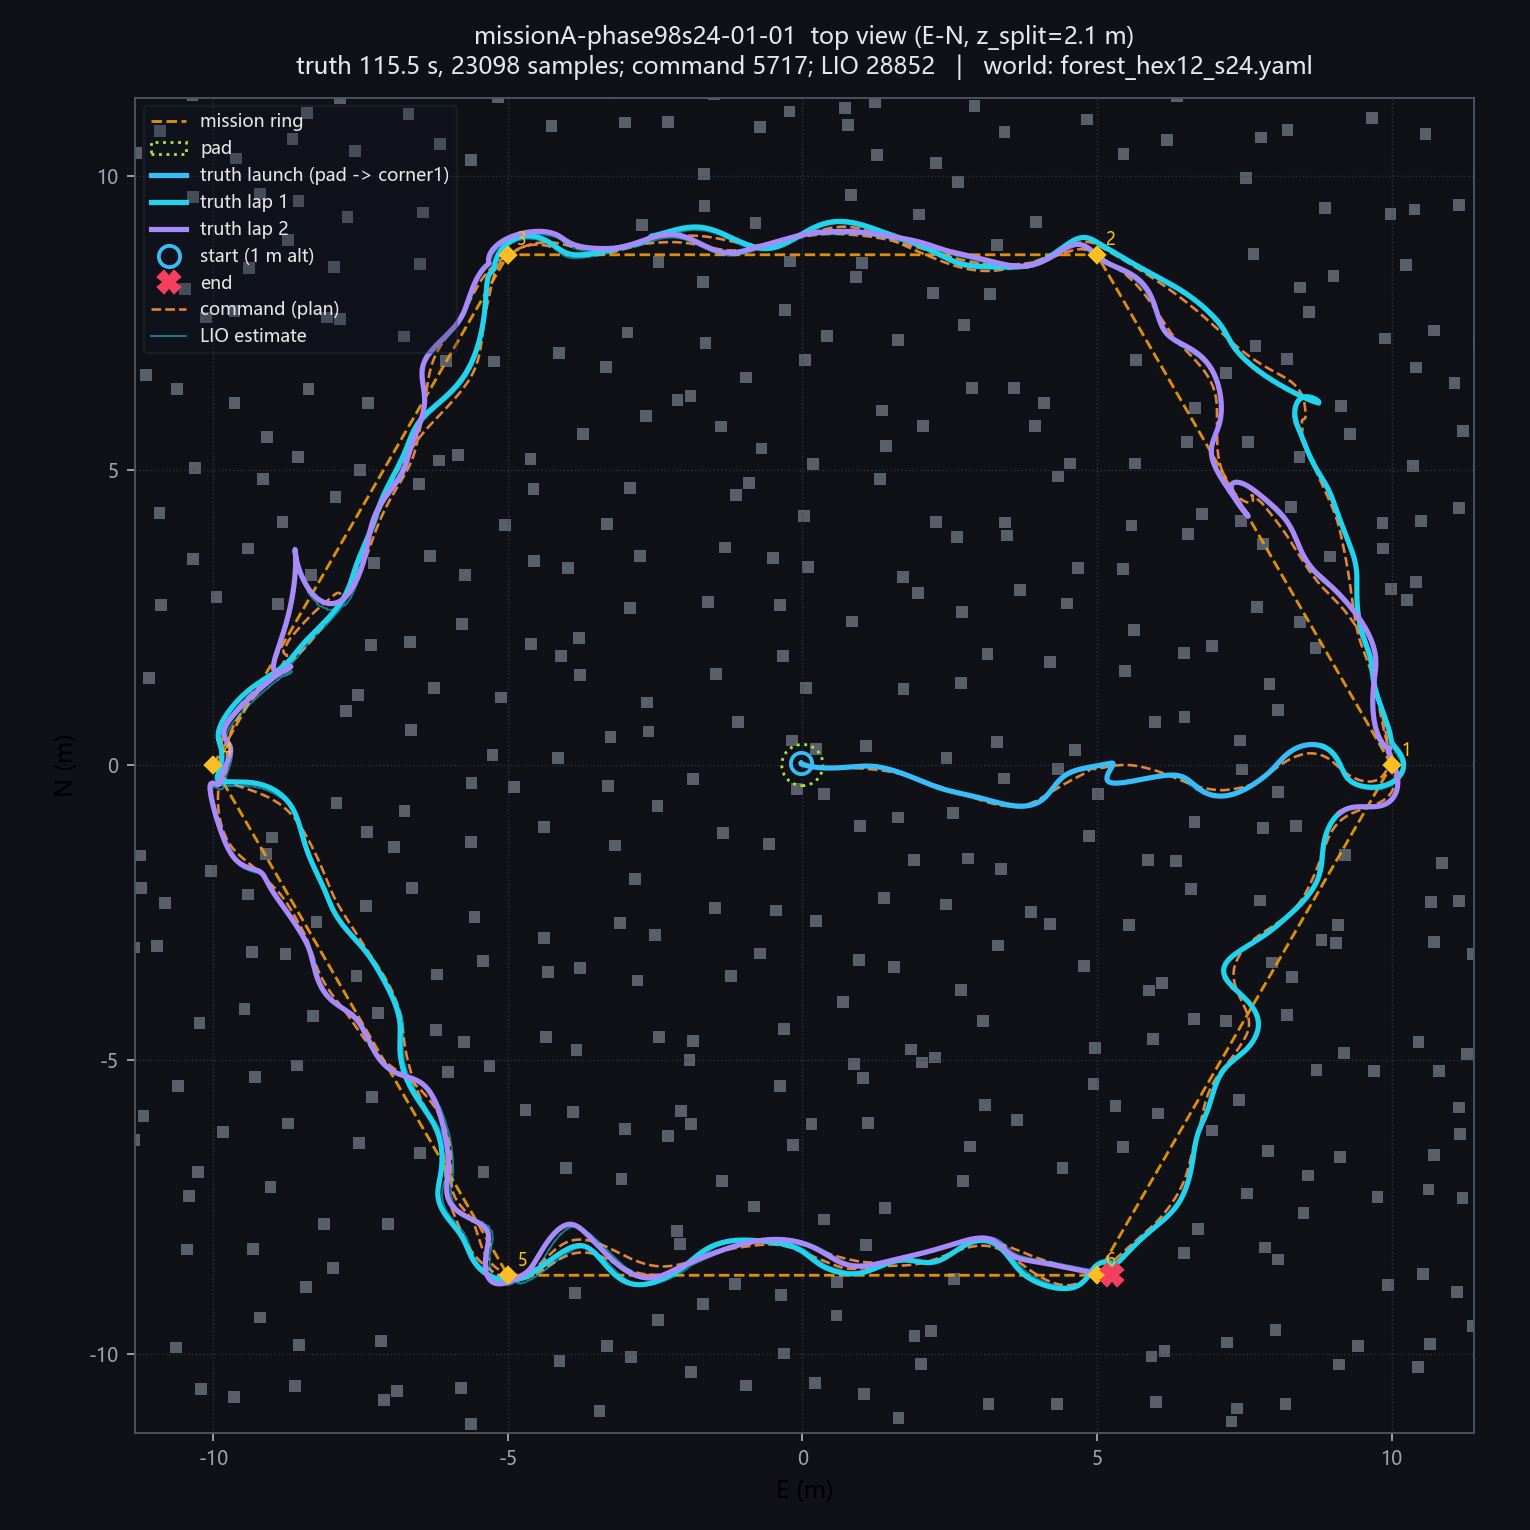 missionA-phase98s24-01-01 top view (E-N, z_split=2.1 m)
truth 115.5 s, 23098 samples; command 5717; LIO 28852 | world: forest_hex12_s24.yaml
mission ring
pad
truth launch (pad -> corner1)
truth lap 1
truth lap 2
start (1 m alt)
end
command (plan)
LIO estimate
3
2
4
1
5
6
10
5
0
-5
-10
N (m)
-10
-5
0
5
10
E (m)